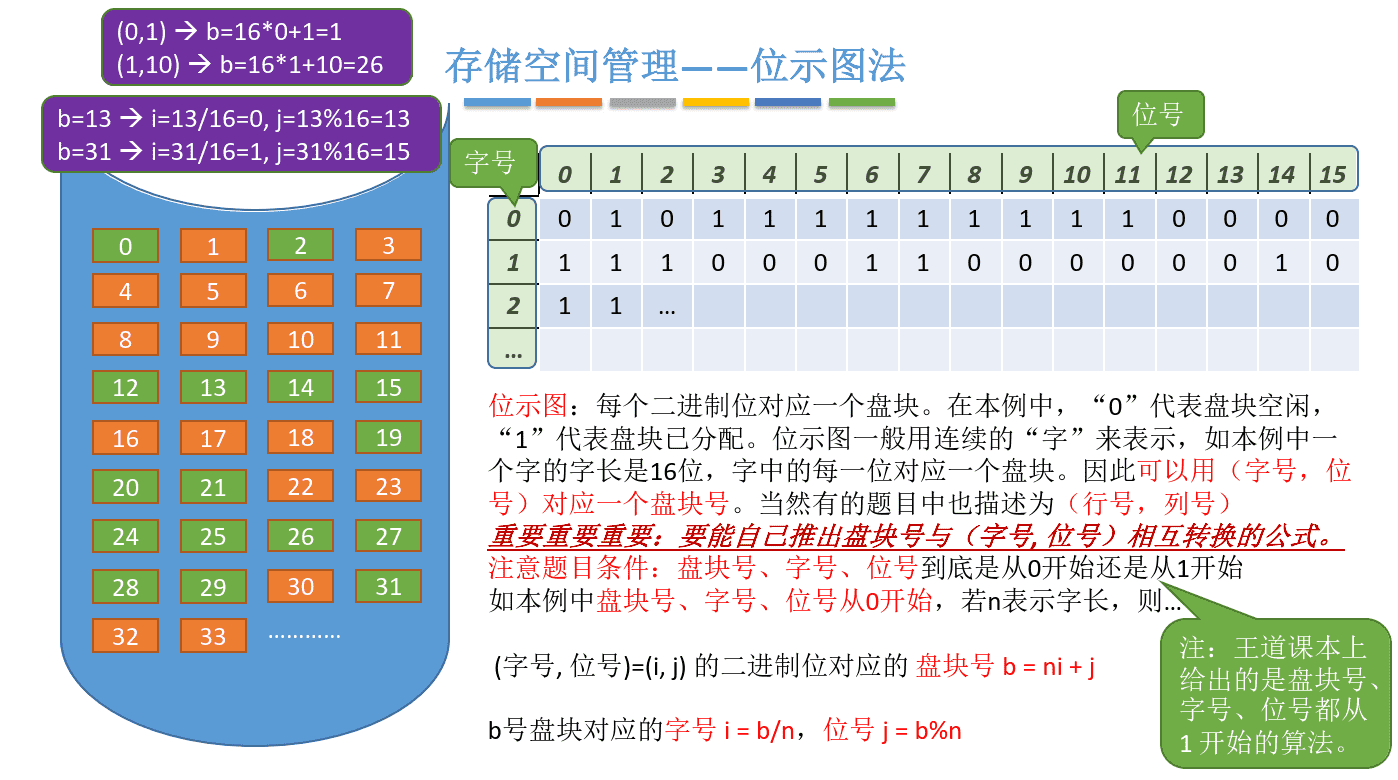 (0,1) → b=16*0+1=1
(1,10) → b=16*1+10=26
存储空间管理——位示图法
b=13 → i=13/16=0, j=13%16=13
b=31 → i=31/16=1, j=31%16=15
位号
字号
0 1 2 3 4 5 6 7 8 9 10 11 12 13 14 15
0 0 1 0 1 1 1 1 1 1 1 1 1 0 0 0 0
1 1 1 1 0 0 0 1 1 0 0 0 0 0 0 1 0
2 1 1 ...
...
0 1 2 3
4 5 6 7
8 9 10 11
12 13 14 15
16 17 18 19
20 21 22 23
24 25 26 27
28 29 30 31
32 33 …………
位示图：每个二进制位对应一个盘块。在本例中，“0”代表盘块空闲，
“1”代表盘块已分配。位示图一般用连续的“字”来表示，如本例中一
个字的字长是16位，字中的每一位对应一个盘块。因此可以用（字号，位
号）对应一个盘块号。当然有的题目中也描述为（行号，列号）
重要重要重要：要能自己推出盘块号与（字号, 位号）相互转换的公式。
注意题目条件：盘块号、字号、位号到底是从0开始还是从1开始
如本例中盘块号、字号、位号从0开始，若n表示字长，则...
(字号, 位号)=(i, j) 的二进制位对应的 盘块号 b = ni + j
b号盘块对应的字号 i = b/n，位号 j = b%n
注：王道课本上
给出的是盘块号、
字号、位号都从
1 开始的算法。